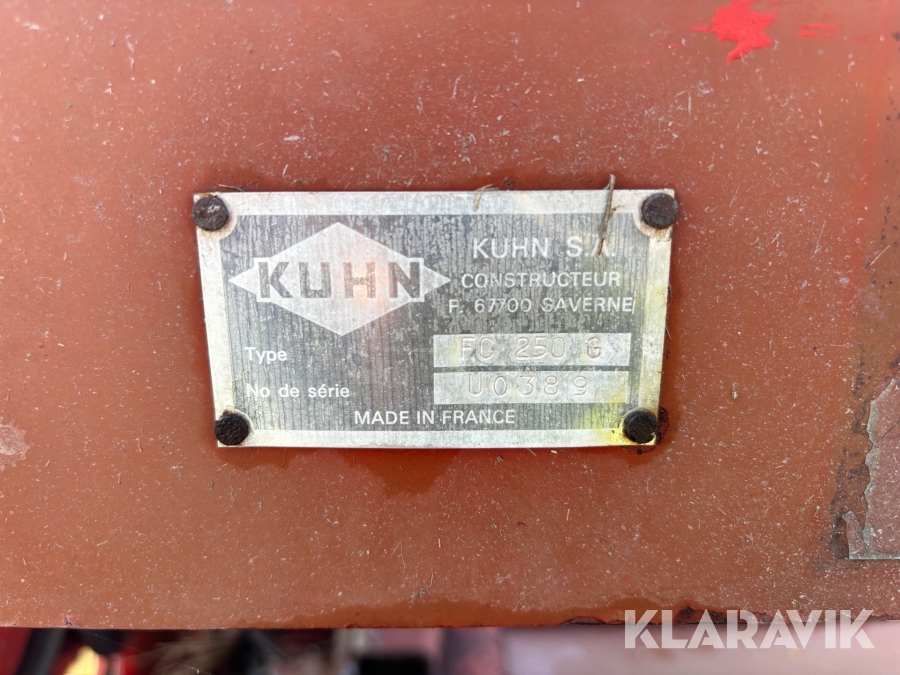 KUHN
KUHN S.A.
CONSTRUCTEUR
F. 67700 SAVERNE
Type FC 250 G
No de série U0389
MADE IN FRANCE
KLARAVIK